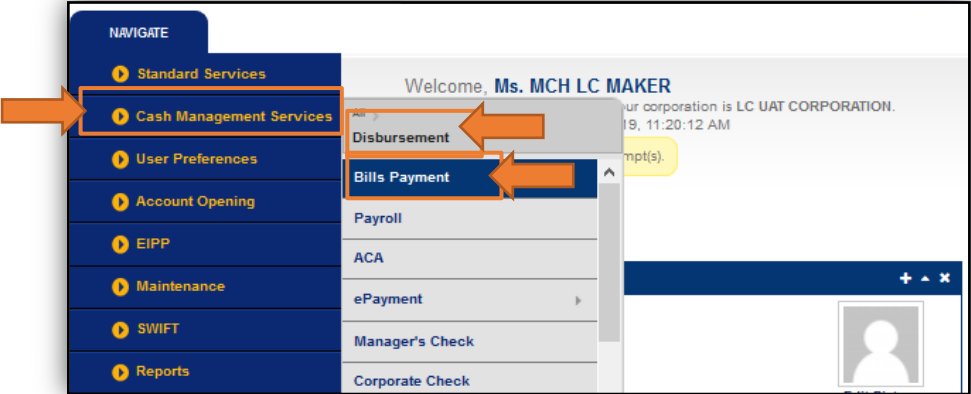 NAVIGATE
Standard Services
Cash Management Services
User Preferences
Account Opening
EIPP
Maintenance
SWIFT
Reports
Welcome, Ms. MCH LC MAKER
ur corporation is LC UAT CORPORATION.
19, 11:20:12 AM
mpt(s).
All
Disbursement
Bills Payment
Payroll
ACA
ePayment
Manager's Check
Corporate Check